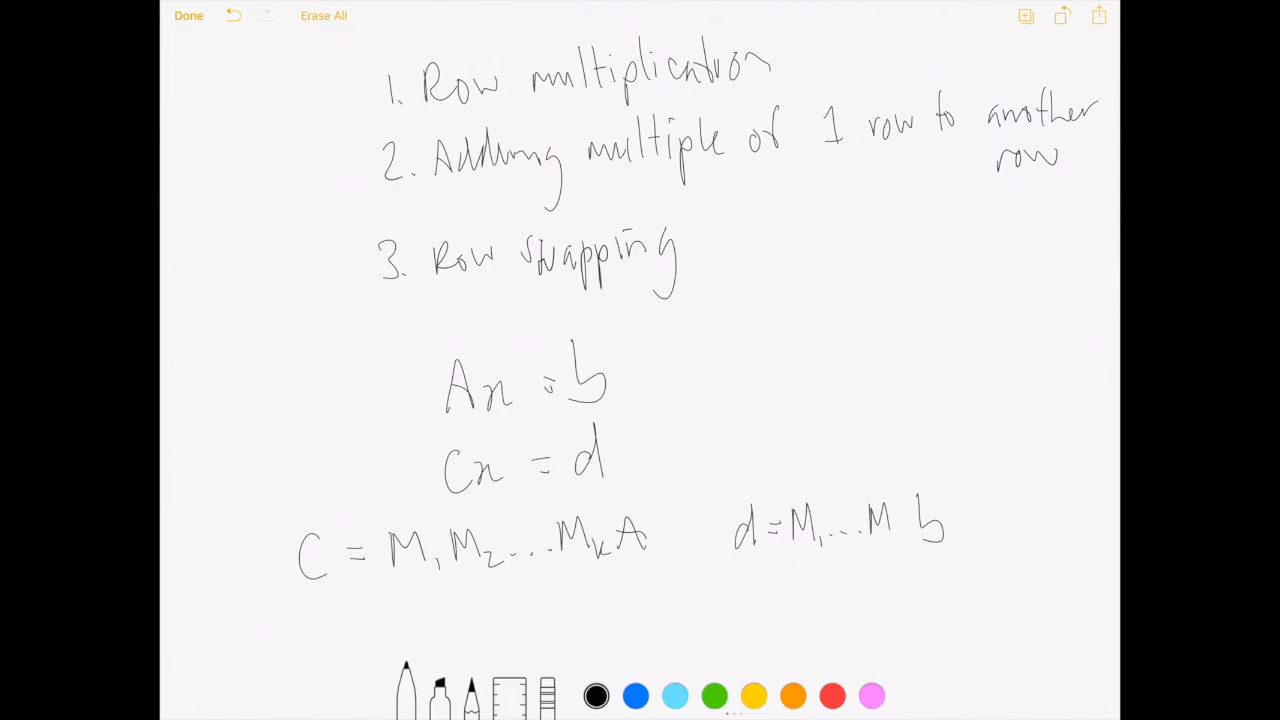 Done Erase All
1. Row multiplication
2. Adding multiple of 1 row to another
row
3. Row swapping
Ax = b
Cx = d
C = M₁M₂...MₖA d = M₁...M b